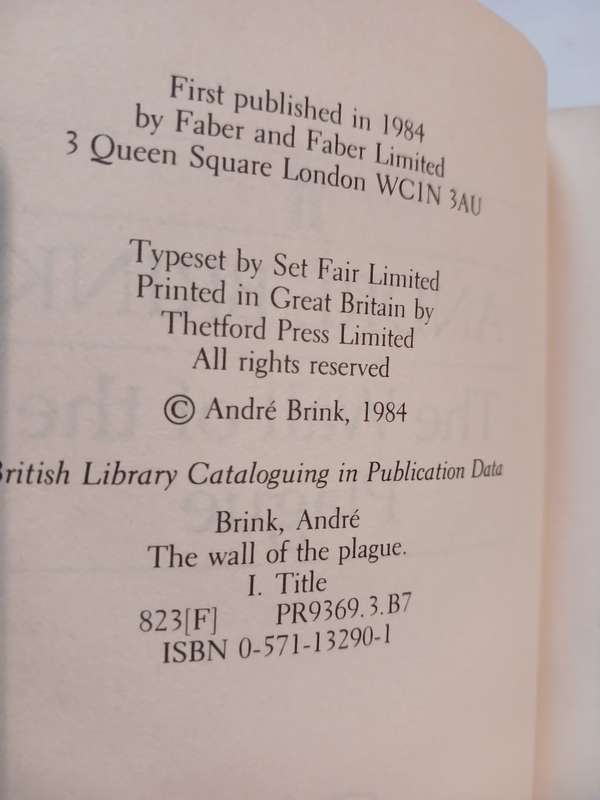 First published in 1984
by Faber and Faber Limited
3 Queen Square London WC1N 3AU
Typeset by Set Fair Limited
Printed in Great Britain by
Thetford Press Limited
All rights reserved
© André Brink, 1984
British Library Cataloguing in Publication Data
Brink, André
The wall of the plague.
I. Title
823[F] PR9369.3.B7
ISBN 0-571-13290-1